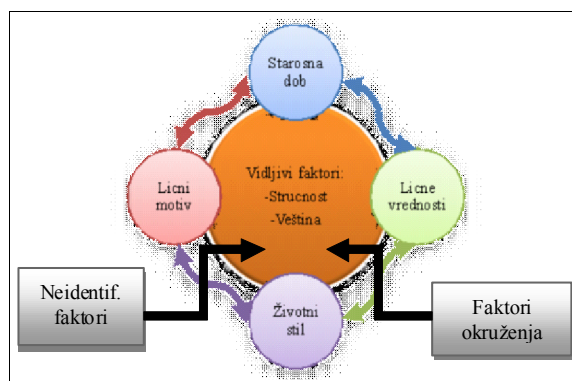 Starosna
dob
Licni
motiv
Vidljivi faktori:
-Strucnost
-Veština
Licne
vrednosti
Neidentif.
faktori
Životni
stil
Faktori
okruženja